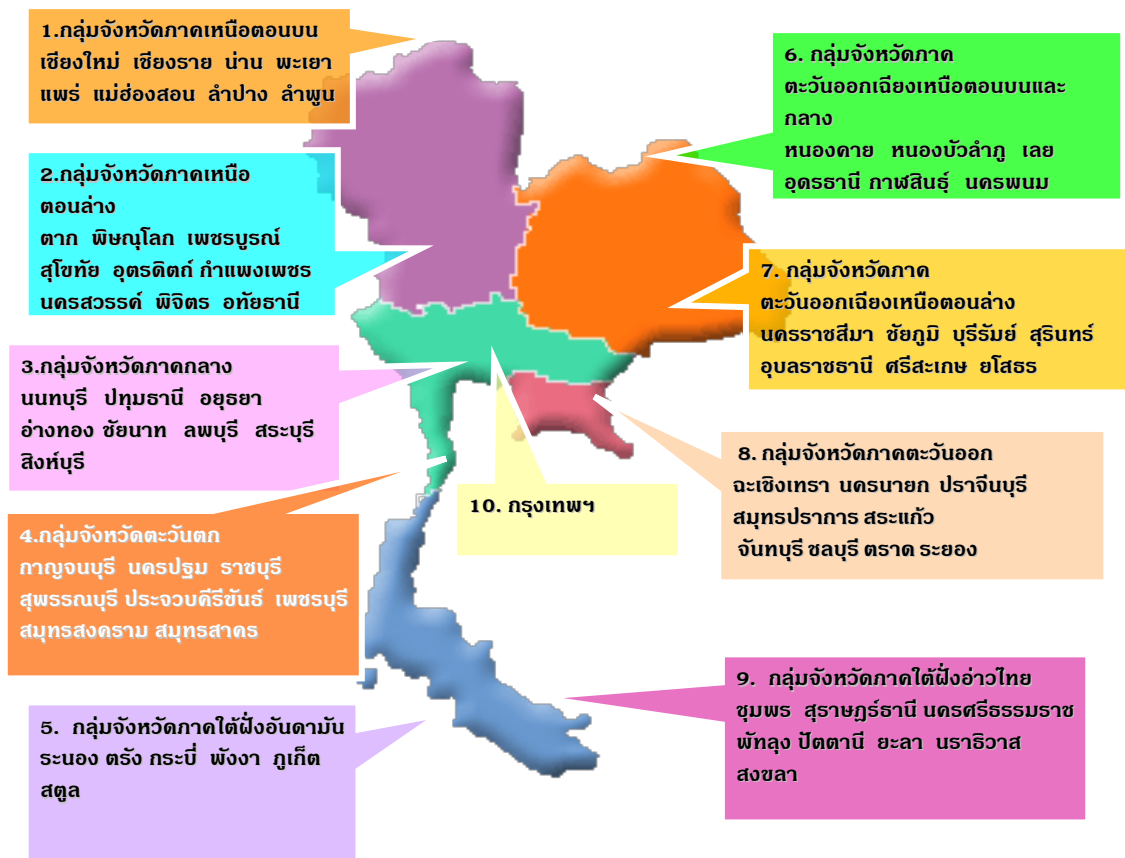 1.กลุ่มจังหวัดภาคเหนือตอนบน
เชียงใหม่ เชียงราย น่าน พะเยา
แพร่ แม่ฮ่องสอน ลำปาง ลำพูน
2.กลุ่มจังหวัดภาคเหนือ
ตอนล่าง
ตาก พิษณุโลก เพชรบูรณ์
สุโขทัย อุตรดิตถ์ กำแพงเพชร
นครสวรรค์ พิจิตร อทัยธานี
3.กลุ่มจังหวัดภาคกลาง
นนทบุรี ปทุมธานี อยุธยา
อ่างทอง ชัยนาท ลพบุรี สระบุรี
สิงห์บุรี
4.กลุ่มจังหวัดตะวันตก
กาญจนบุรี นครปฐม ราชบุรี
สุพรรณบุรี ประจวบคีรีขันธ์ เพชรบุรี
สมุทรสงคราม สมุทรสาคร
5. กลุ่มจังหวัดภาคใต้ฝั่งอันดามัน
ระนอง ตรัง กระบี่ พังงา ภูเก็ต
สตูล
6. กลุ่มจังหวัดภาค
ตะวันออกเฉียงเหนือตอนบนและ
กลาง
หนองคาย หนองบัวลำภู เลย
อุดรธานี กาฬสินธุ์ นครพนม
7. กลุ่มจังหวัดภาค
ตะวันออกเฉียงเหนือตอนล่าง
นครราชสีมา ชัยภูมิ บุรีรัมย์ สุรินทร์
อุบลราชธานี ศรีสะเกษ ยโสธร
8. กลุ่มจังหวัดภาคตะวันออก
ฉะเชิงเทรา นครนายก ปราจีนบุรี
สมุทรปราการ สระแก้ว
จันทบุรี ชลบุรี ตราด ระยอง
9. กลุ่มจังหวัดภาคใต้ฝั่งอ่าวไทย
ชุมพร สุราษฎร์ธานี นครศรีธรรมราช
พัทลุง ปัตตานี ยะลา นราธิวาส
สงขลา
10. กรุงเทพฯ